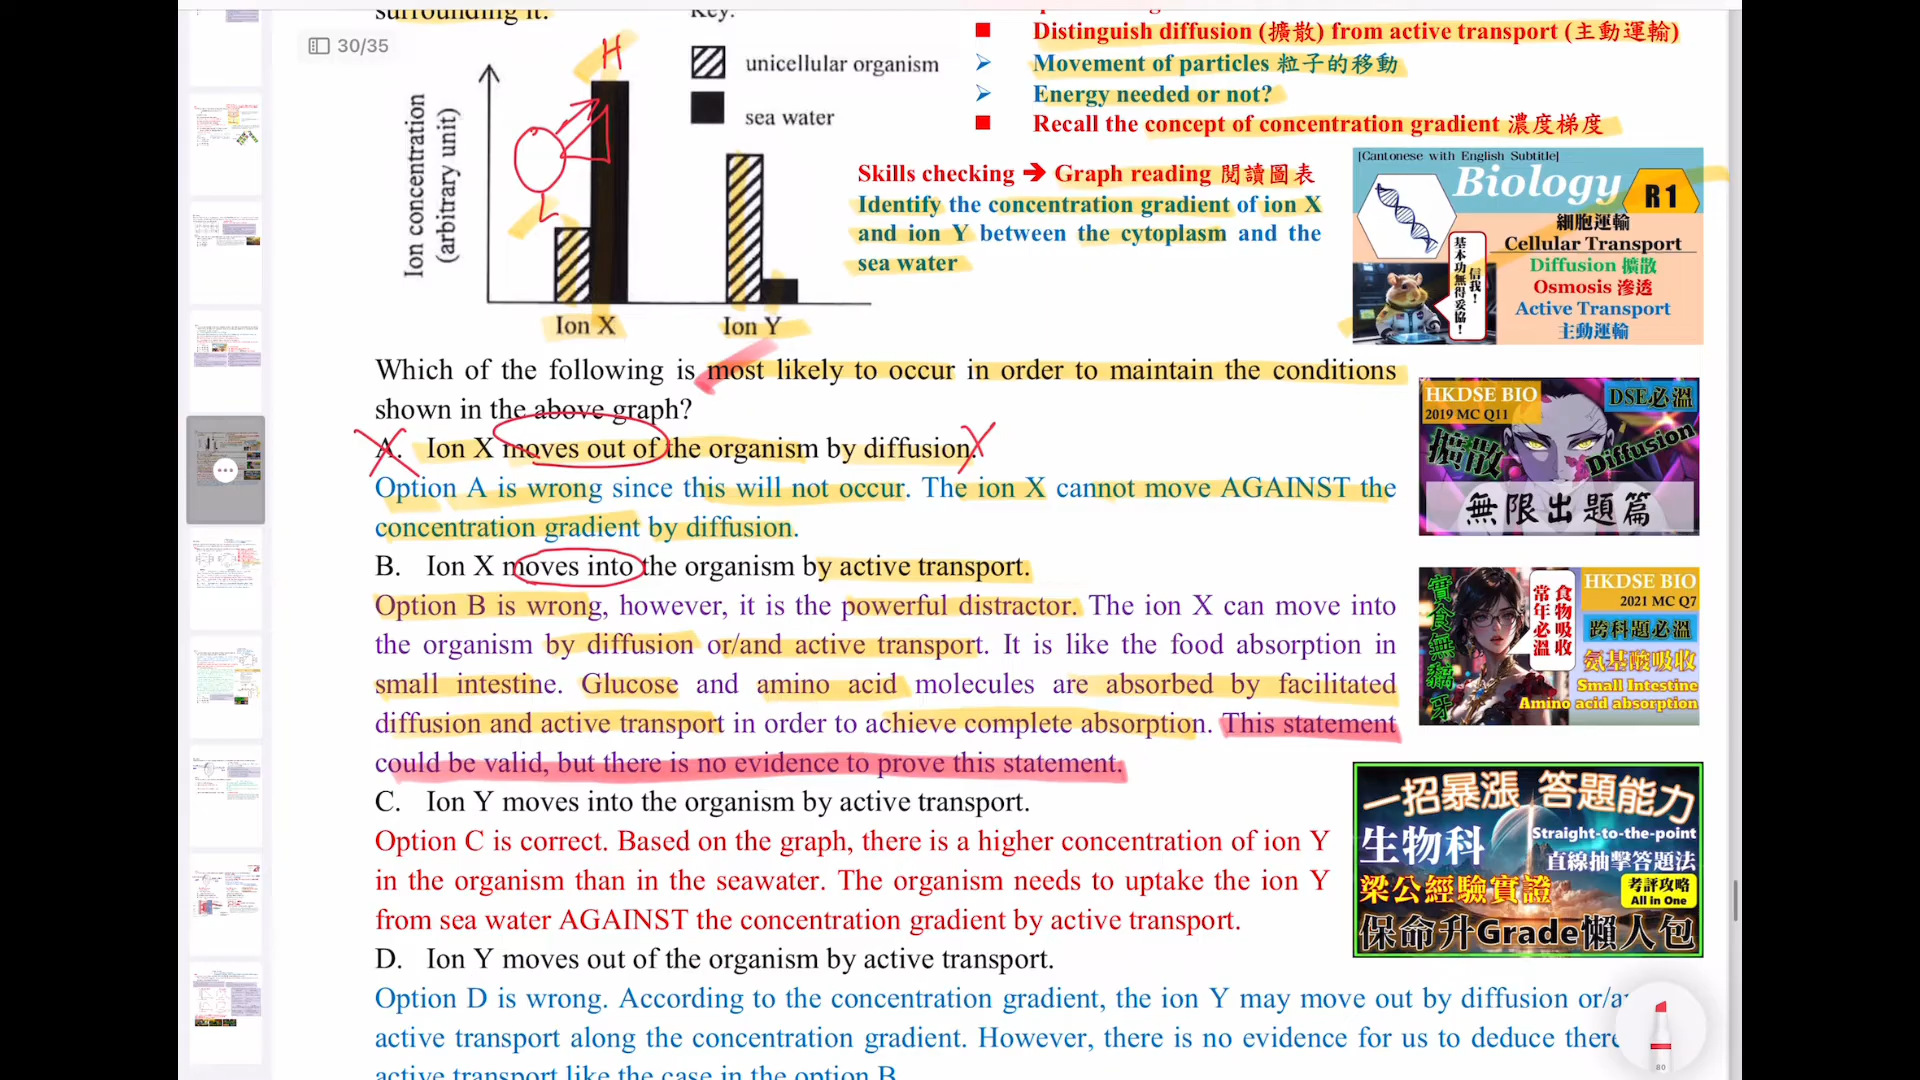 surrounding it.
Key:
30/35
H
L
unicellular organism
sea water
Ion concentration
(arbitrary unit)
Ion X
Ion Y
Distinguish diffusion (擴散) from active transport (主動運輸)
Movement of particles 粒子的移動
Energy needed or not?
Recall the concept of concentration gradient 濃度梯度
Skills checking ➔ Graph reading 閱讀圖表
Identify the concentration gradient of ion X
and ion Y between the cytoplasm and the
sea water
[Cantonese with English Subtitle]
Biology
R1
細胞運輸
Cellular Transport
Diffusion 擴散
Osmosis 滲透
Active Transport
主動運輸
基本功無得妥協！
信我！
Which of the following is most likely to occur in order to maintain the conditions
shown in the above graph?
A. Ion X moves out of the organism by diffusion.
Option A is wrong since this will not occur. The ion X cannot move AGAINST the
concentration gradient by diffusion.
B. Ion X moves into the organism by active transport.
Option B is wrong, however, it is the powerful distractor. The ion X can move into
the organism by diffusion or/and active transport. It is like the food absorption in
small intestine. Glucose and amino acid molecules are absorbed by facilitated
diffusion and active transport in order to achieve complete absorption. This statement
could be valid, but there is no evidence to prove this statement.
C. Ion Y moves into the organism by active transport.
Option C is correct. Based on the graph, there is a higher concentration of ion Y
in the organism than in the seawater. The organism needs to uptake the ion Y
from sea water AGAINST the concentration gradient by active transport.
D. Ion Y moves out of the organism by active transport.
Option D is wrong. According to the concentration gradient, the ion Y may move out by diffusion or/
active transport along the concentration gradient. However, there is no evidence for us to deduce there
active transport like the case in the option B.
HKDSE BIO
2019 MC Q11
DSE必溫
擴散
Diffusion
無限出題篇
實食無黐牙
常年必溫
食物吸收
HKDSE BIO
2021 MC Q7
跨科題必溫
氨基酸吸收
Small Intestine
Amino acid absorption
一招暴漲 答題能力
生物科
Straight-to-the-point
直線抽擊答題法
梁公經驗實證
考評攻略
All in One
保命升Grade懶人包
80